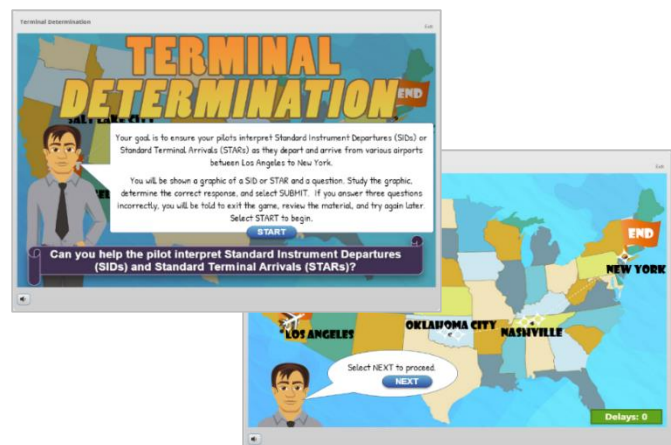 Terminal Determination
Exit
TERMINAL
DETERMINATION
END
SALT LAKE CITY
Your goal is to ensure your pilots interpret Standard Instrument Departures (SIDs) or
Standard Terminal Arrivals (STARs) as they depart and arrive from various airports
between Los Angeles to New York.
You will be shown a graphic of a SID or STAR and a question. Study the graphic,
determine the correct response, and select SUBMIT. If you answer three questions
incorrectly, you will be told to exit the game, review the material, and try again later.
Select START to begin.
START
Can you help the pilot interpret Standard Instrument Departures
(SIDs) and Standard Terminal Arrivals (STARs)?
Exit
END
NEW YORK
OKLAHOMA CITY
NASHVILLE
LOS ANGELES
Select NEXT to proceed.
NEXT
Delays: 0